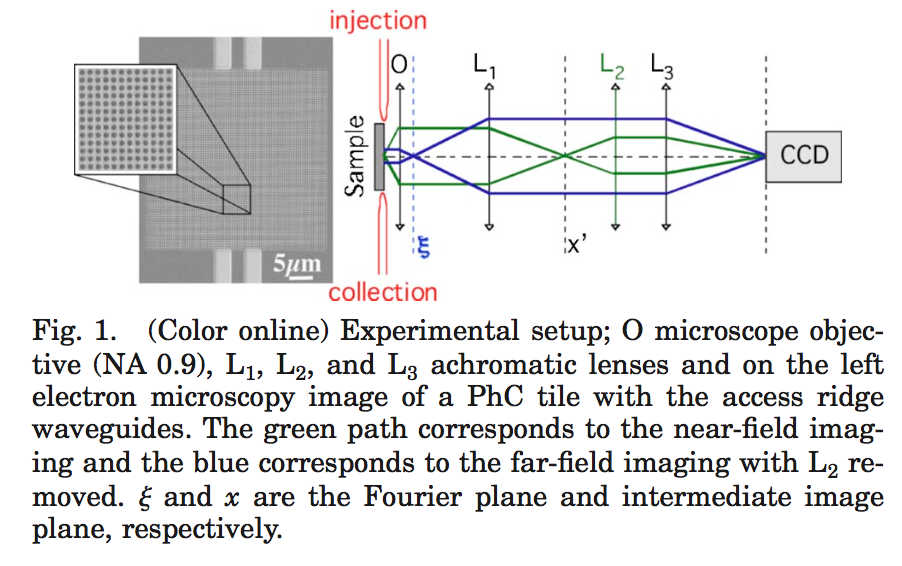 injection
O
L₁
L₂
L₃
Sample
CCD
5μm
ξ
x'
collection
Fig. 1. (Color online) Experimental setup; O microscope objec-
tive (NA 0.9), L₁, L₂, and L₃ achromatic lenses and on the left
electron microscopy image of a PhC tile with the access ridge
waveguides. The green path corresponds to the near-field imag-
ing and the blue corresponds to the far-field imaging with L₂ re-
moved. ξ and x are the Fourier plane and intermediate image
plane, respectively.